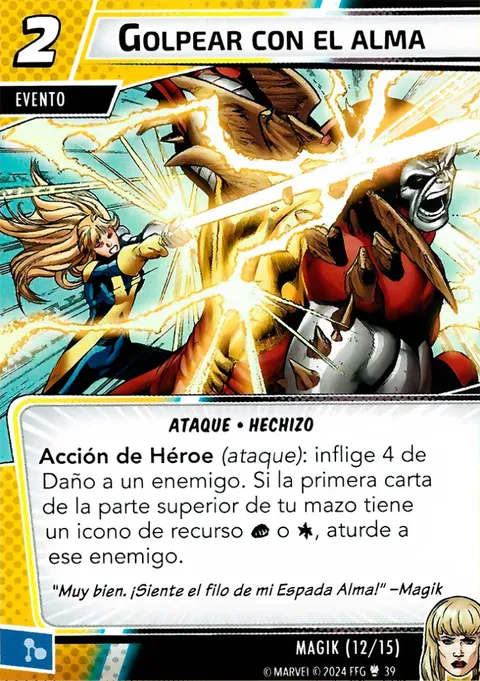 2
GOLPEAR CON EL ALMA
EVENTO
ATAQUE • HECHIZO
Acción de Héroe (ataque): inflige 4 de
Daño a un enemigo. Si la primera carta
de la parte superior de tu mazo tiene
un icono de recurso o , aturde a
ese enemigo.
"Muy bien. ¡Siente el filo de mi Espada Alma!" –Magik
MAGIK (12/15)
© MARVEL © 2024 FFG 39